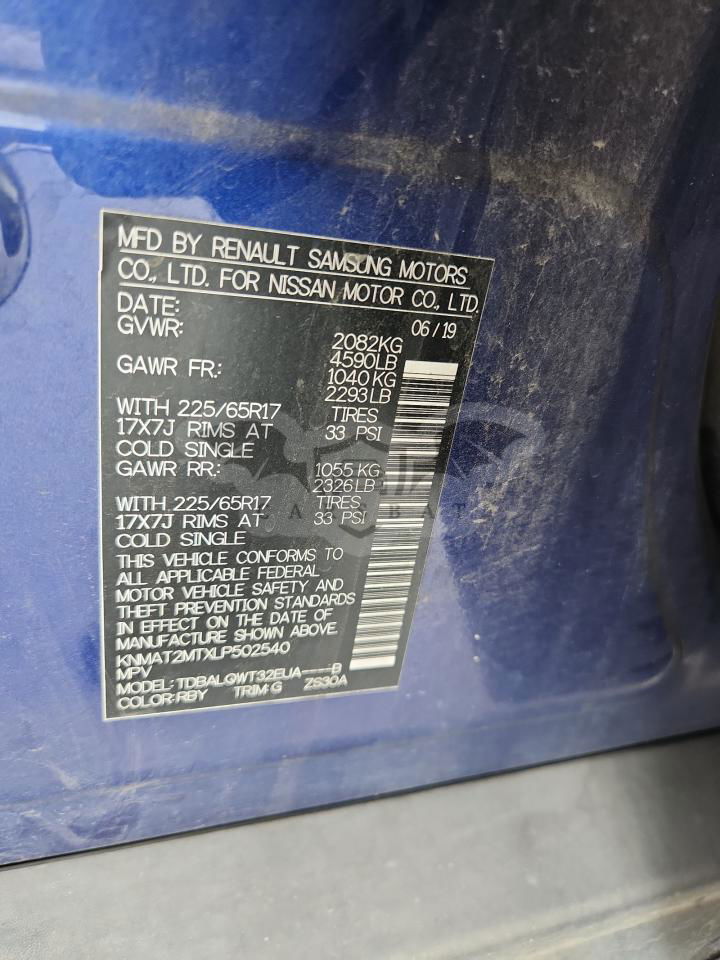 MFD BY RENAULT SAMSUNG MOTORS
CO., LTD. FOR NISSAN MOTOR CO., LTD.
DATE: 06/19
GVWR: 2082KG
4590LB
GAWR FR.: 1040KG
2293LB
WITH 225/65R17 TIRES
17X7J RIMS AT 33 PSI
COLD SINGLE
GAWR RR.: 1055KG
2326LB
WITH 225/65R17 TIRES
17X7J RIMS AT 33 PSI
COLD SINGLE
THIS VEHICLE CONFORMS TO
ALL APPLICABLE FEDERAL
MOTOR VEHICLE SAFETY AND
THEFT PREVENTION STANDARDS
IN EFFECT ON THE DATE OF
MANUFACTURE SHOWN ABOVE.
KNMAT2MTXLP502540
MPV
MODEL: TDBALQWT32EUA----B
COLOR:RBY TRIM:G ZS30A